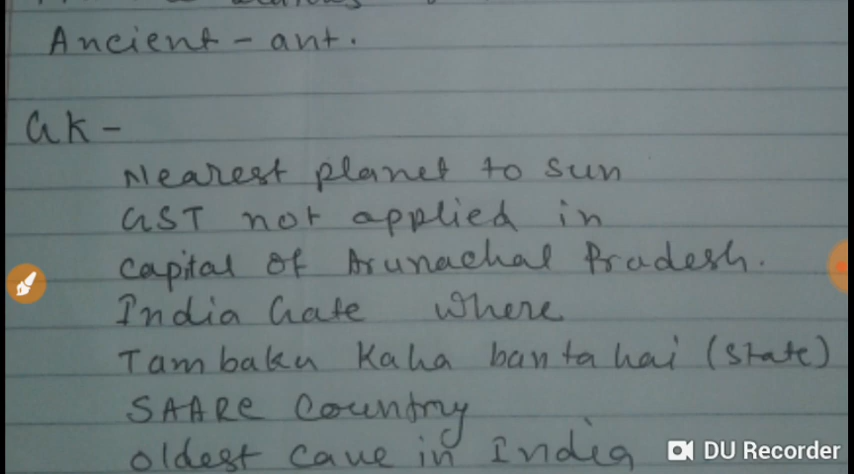 Ancient - ant.
GK -
Nearest planet to sun
GST not applied in
Capital of Arunachal Pradesh.
India Gate where
Tambaku Kaha banta hai (State)
SAARC Country
oldest cave in India
DU Recorder